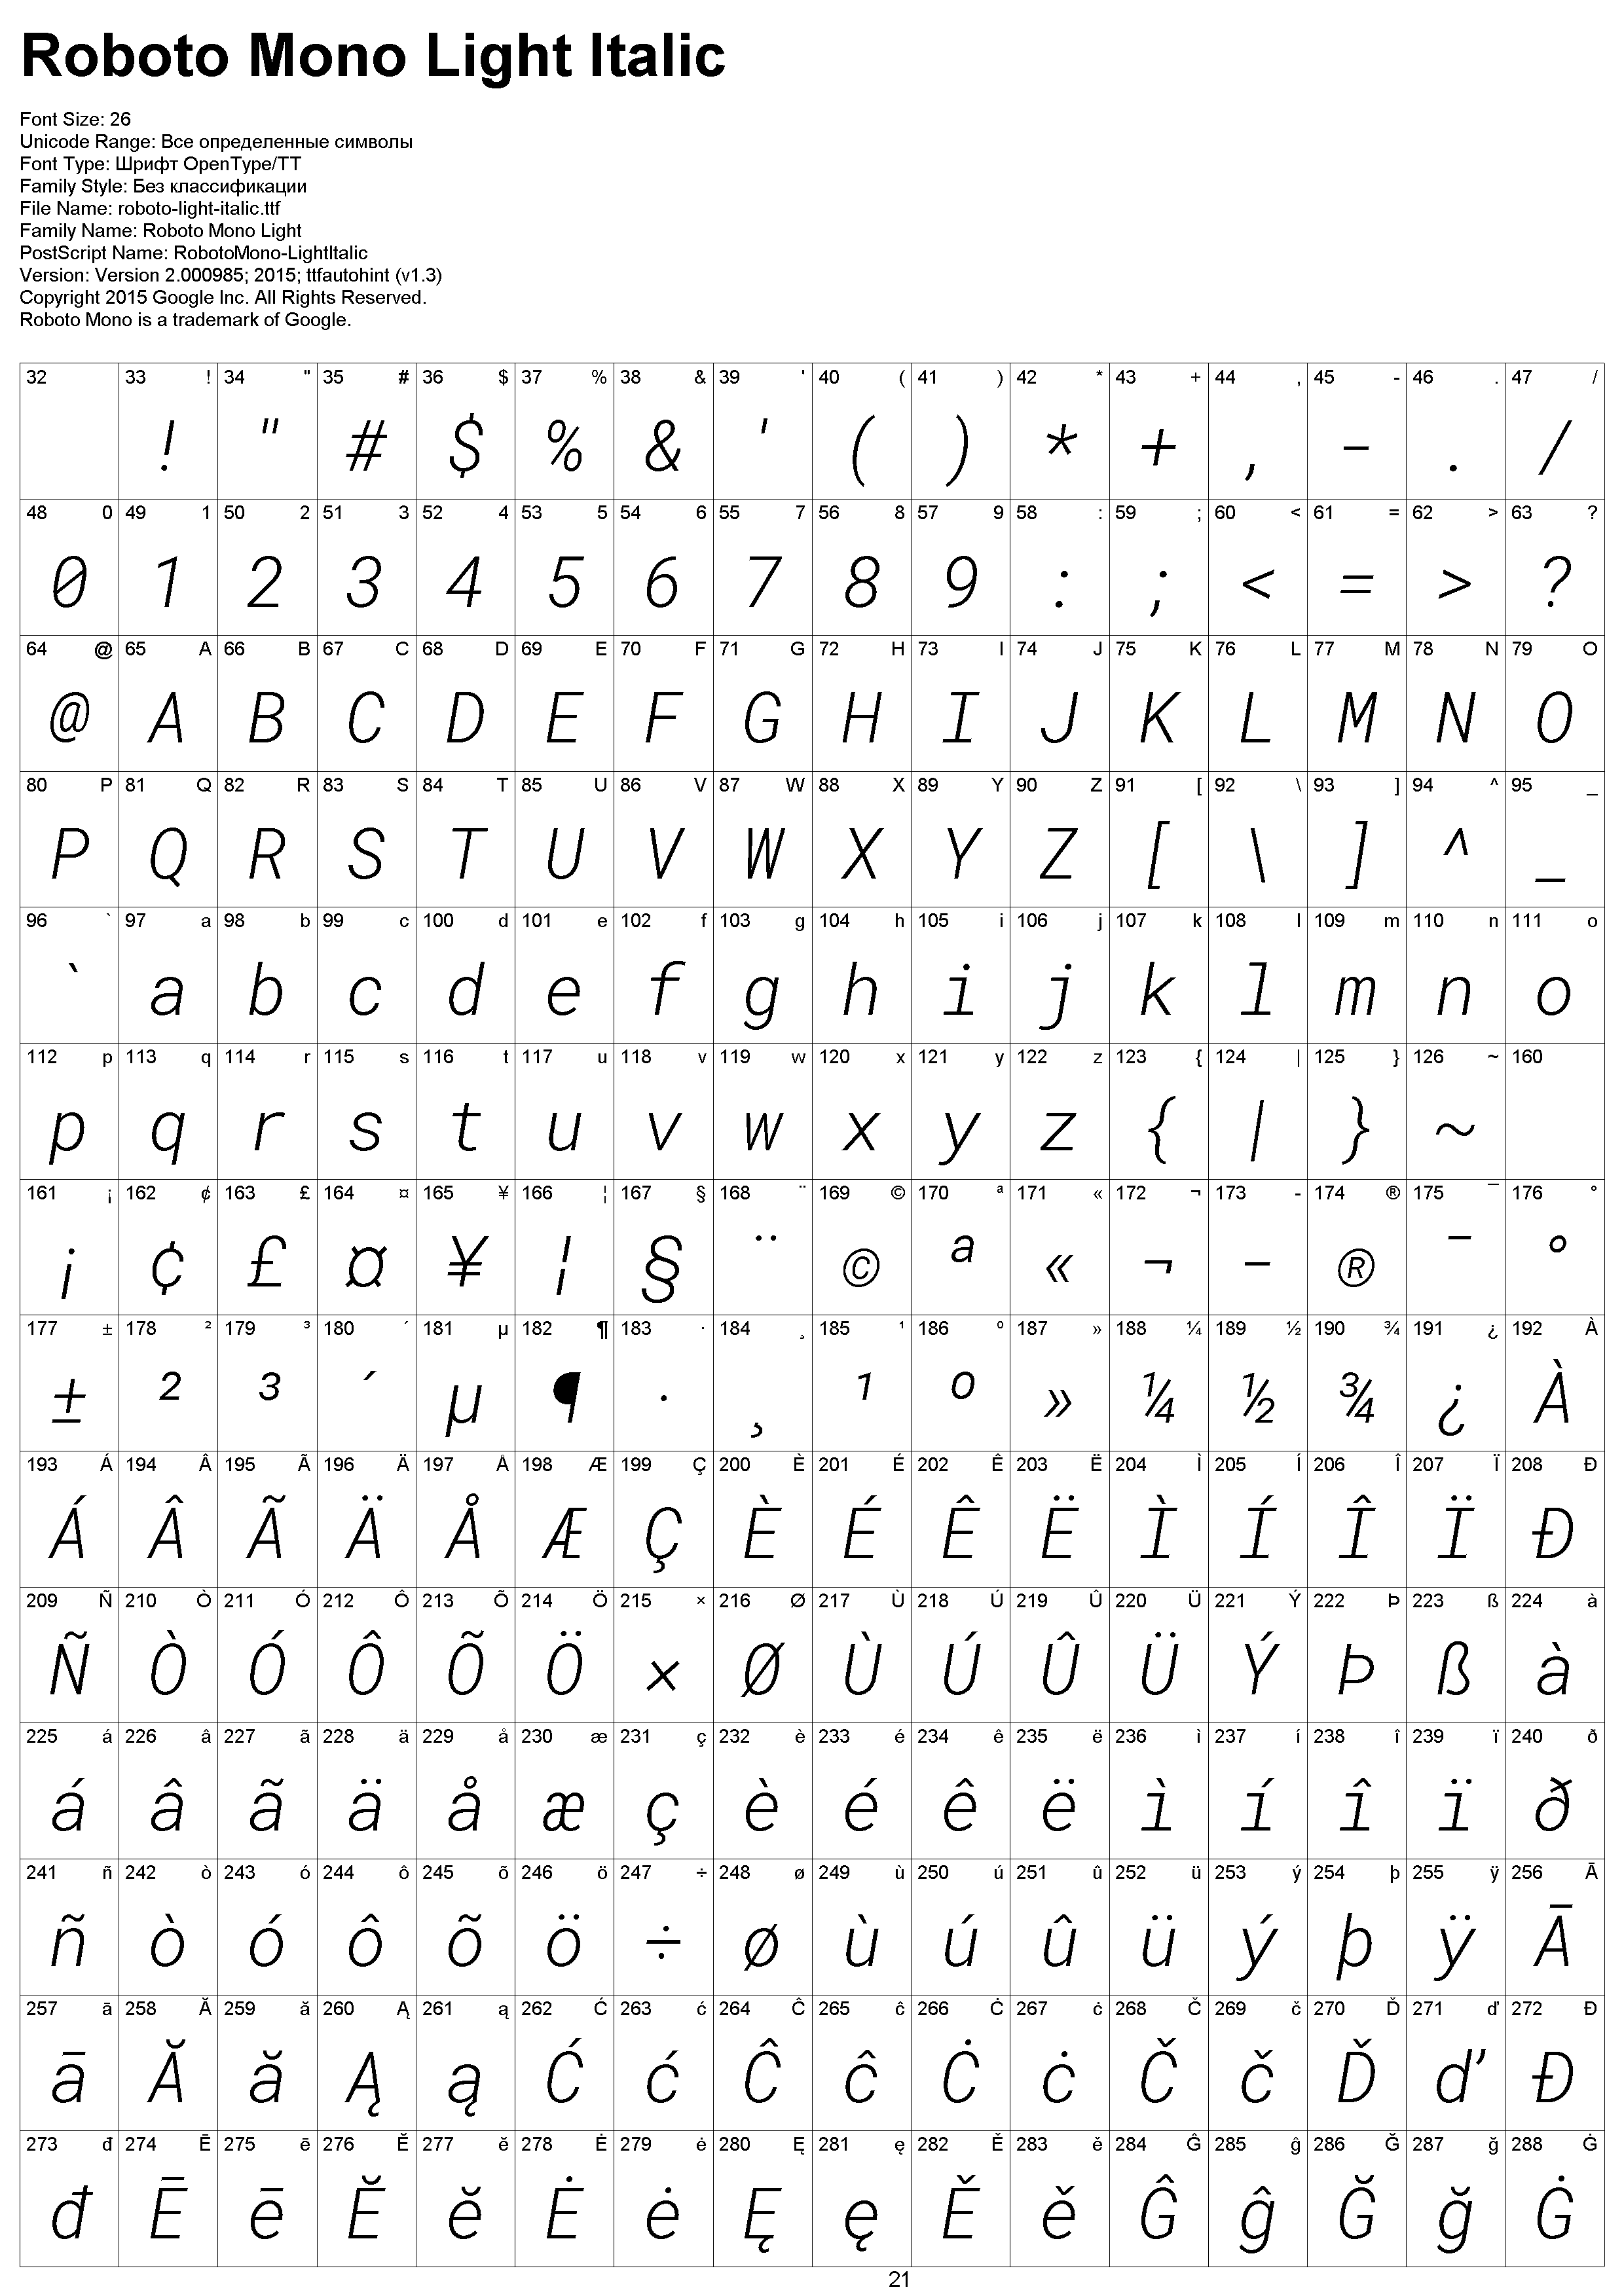 Roboto Mono Light Italic
Font Size: 26
Unicode Range: Все определенные символы
Font Type: Шрифт OpenType/TT
Family Style: Без классификации
File Name: roboto-light-italic.ttf
Family Name: Roboto Mono Light
PostScript Name: RobotoMono-LightItalic
Version: Version 2.000985; 2015; ttfautohint (v1.3)
Copyright 2015 Google Inc. All Rights Reserved.
Roboto Mono is a trademark of Google.
32 33 ! 34 " 35 # 36 $ 37 % 38 & 39 ' 40 ( 41 ) 42 * 43 + 44 , 45 - 46 . 47 /
! " # $ % & ' ( ) * + , - . /
48 0 49 1 50 2 51 3 52 4 53 5 54 6 55 7 56 8 57 9 58 : 59 ; 60 < 61 = 62 > 63 ?
0 1 2 3 4 5 6 7 8 9 : ; < = > ?
64 @ 65 A 66 B 67 C 68 D 69 E 70 F 71 G 72 H 73 I 74 J 75 K 76 L 77 M 78 N 79 O
@ A B C D E F G H I J K L M N O
80 P 81 Q 82 R 83 S 84 T 85 U 86 V 87 W 88 X 89 Y 90 Z 91 [ 92 \ 93 ] 94 ^ 95 _
P Q R S T U V W X Y Z [ \ ] ^ _
96 ` 97 a 98 b 99 c 100 d 101 e 102 f 103 g 104 h 105 i 106 j 107 k 108 l 109 m 110 n 111 o
` a b c d e f g h i j k l m n o
112 p 113 q 114 r 115 s 116 t 117 u 118 v 119 w 120 x 121 y 122 z 123 { 124 | 125 } 126 ~ 160
p q r s t u v w x y z { | } ~
161 ¡ 162 ¢ 163 £ 164 ¤ 165 ¥ 166 ¦ 167 § 168 ¨ 169 © 170 ª 171 « 172 ¬ 173 - 174 ® 175 ¯ 176 °
¡ ¢ £ ¤ ¥ ¦ § ¨ © ª « ¬ - ® ¯ °
177 ± 178 ² 179 ³ 180 ´ 181 µ 182 ¶ 183 · 184 ¸ 185 ¹ 186 º 187 » 188 ¼ 189 ½ 190 ¾ 191 ¿ 192 À
± ² ³ ´ µ ¶ · ¸ ¹ º » ¼ ½ ¾ ¿ À
193 Á 194 Â 195 Ã 196 Ä 197 Å 198 Æ 199 Ç 200 È 201 É 202 Ê 203 Ë 204 Ì 205 Í 206 Î 207 Ï 208 Ð
Á Â Ã Ä Å Æ Ç È É Ê Ë Ì Í Î Ï Ð
209 Ñ 210 Ò 211 Ó 212 Ô 213 Õ 214 Ö 215 × 216 Ø 217 Ù 218 Ú 219 Û 220 Ü 221 Ý 222 Þ 223 ß 224 à
Ñ Ò Ó Ô Õ Ö × Ø Ù Ú Û Ü Ý Þ ß à
225 á 226 â 227 ã 228 ä 229 å 230 æ 231 ç 232 è 233 é 234 ê 235 ë 236 ì 237 í 238 î 239 ï 240 ð
á â ã ä å æ ç è é ê ë ì í î ï ð
241 ñ 242 ò 243 ó 244 ô 245 õ 246 ö 247 ÷ 248 ø 249 ù 250 ú 251 û 252 ü 253 ý 254 þ 255 ÿ 256 Ā
ñ ò ó ô õ ö ÷ ø ù ú û ü ý þ ÿ Ā
257 ā 258 Ă 259 ă 260 Ą 261 ą 262 Ć 263 ć 264 Ĉ 265 ĉ 266 Ċ 267 ċ 268 Č 269 č 270 Ď 271 ď 272 Đ
ā Ă ă Ą ą Ć ć Ĉ ĉ Ċ ċ Č č Ď ď Đ
273 đ 274 Ē 275 ē 276 Ĕ 277 ĕ 278 Ė 279 ė 280 Ę 281 ę 282 Ě 283 ě 284 Ĝ 285 ĝ 286 Ğ 287 ğ 288 Ġ
đ Ē ē Ĕ ĕ Ė ė Ę ę Ě ě Ĝ ĝ Ğ ğ Ġ
21